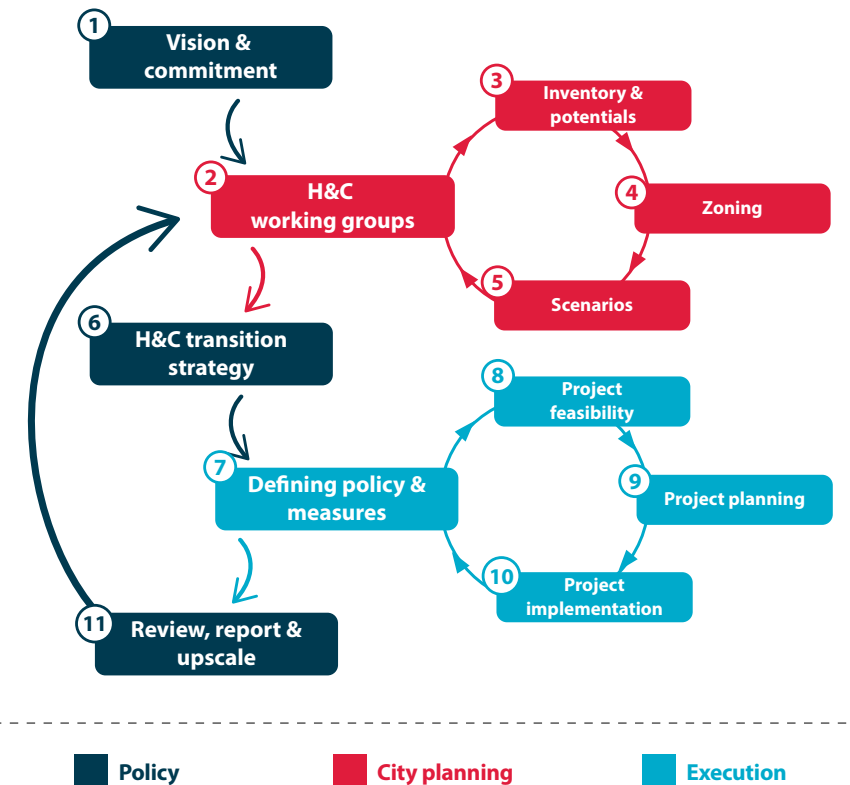 1
Vision &
commitment
2
H&C
working groups
3
Inventory &
potentials
4
Zoning
5
Scenarios
6
H&C transition
strategy
7
Defining policy &
measures
8
Project
feasibility
9
Project planning
10
Project
implementation
11
Review, report &
upscale
Policy
City planning
Execution